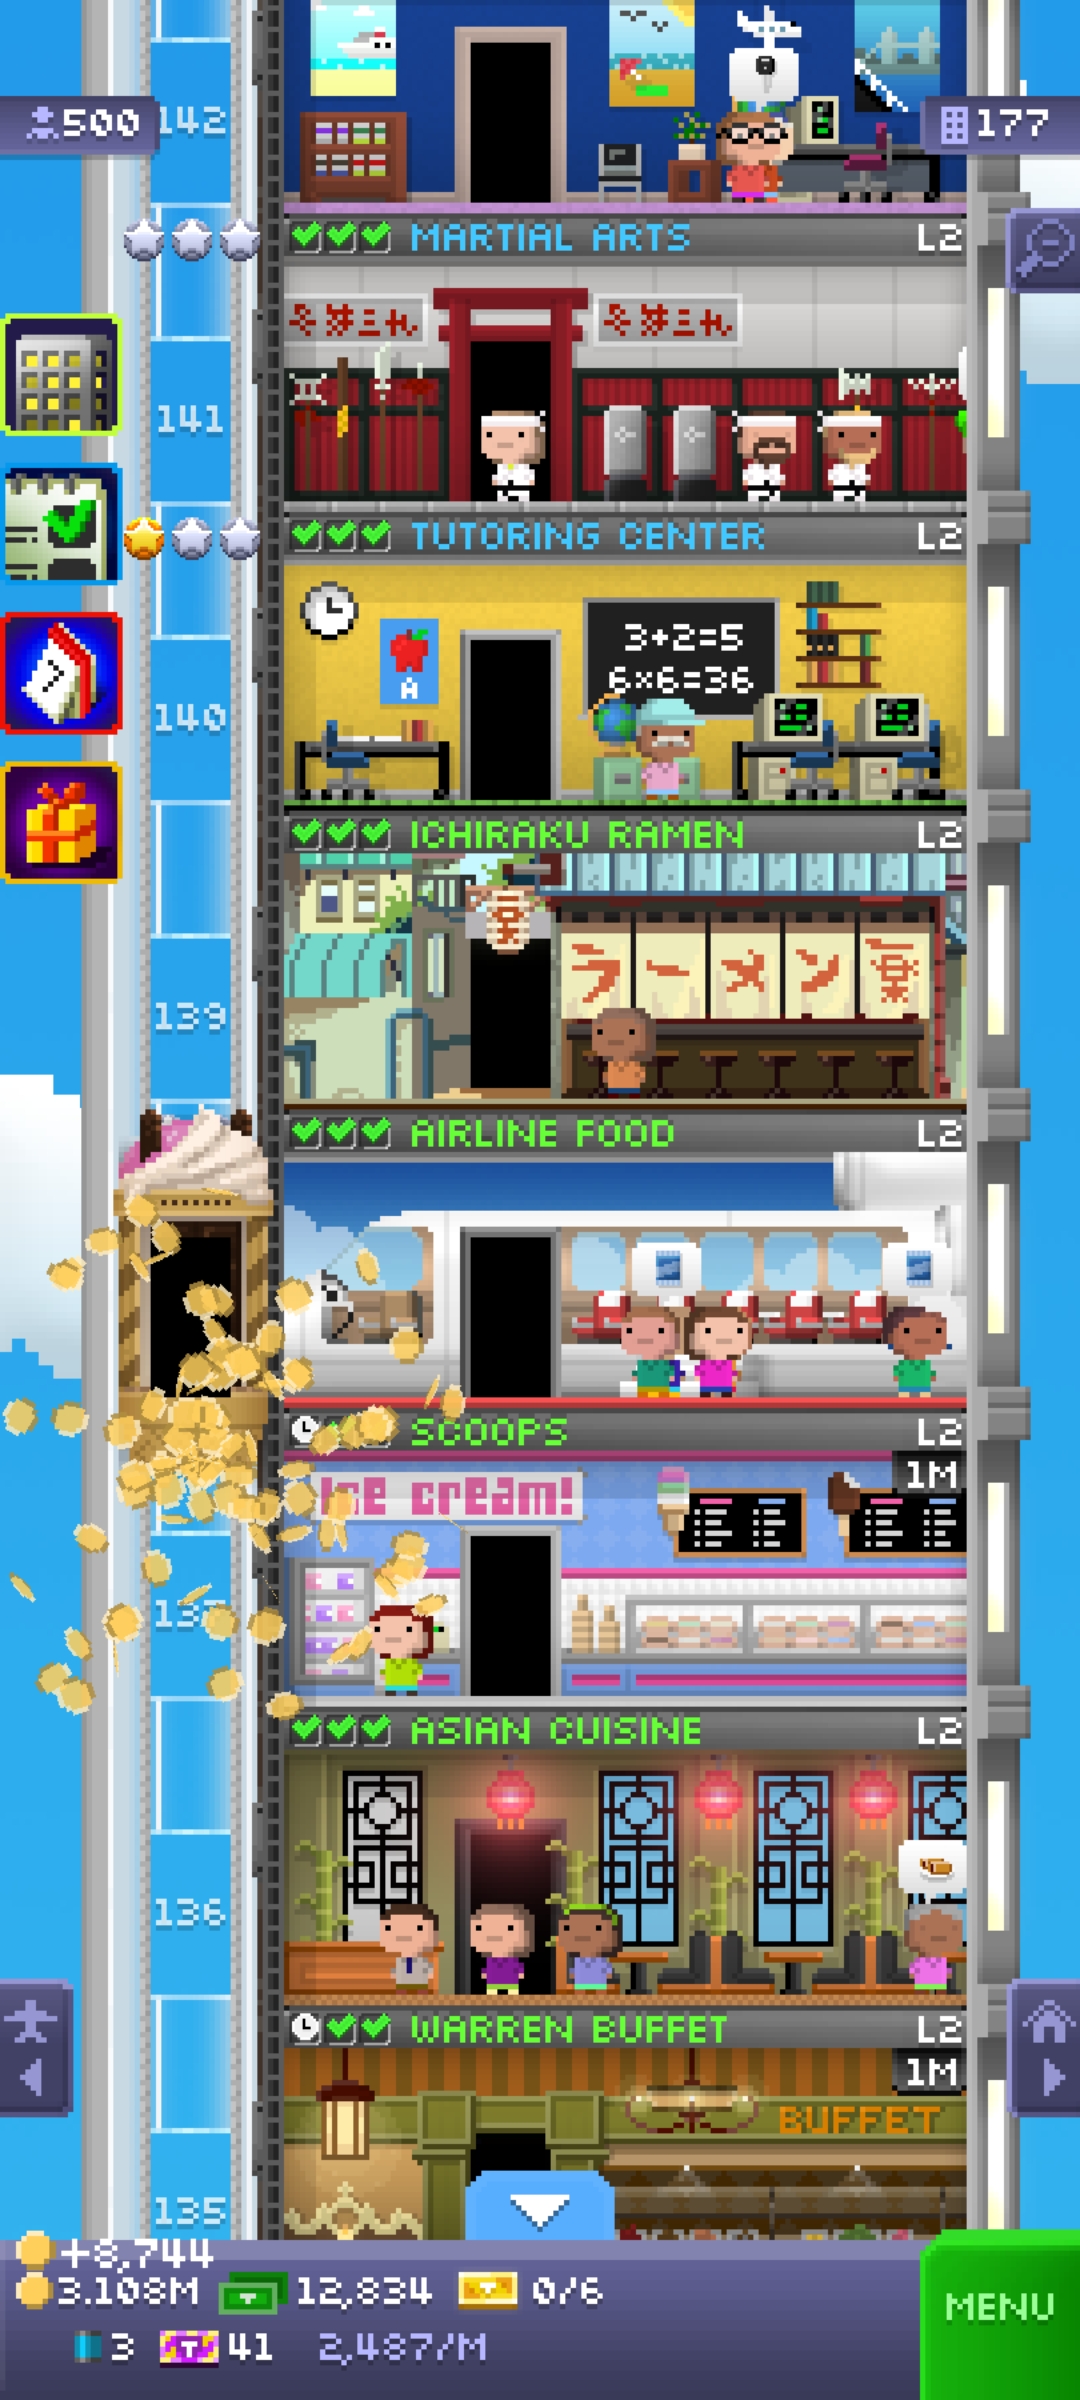 142
500
177
MARTIAL ARTS L2
141
TUTORING CENTER L2
3+2=5
6×6=36
A
140
ICHIRAKU RAMEN L2
ラーメン
139
AIRLINE FOOD L2
SCOOPS L2
1M
Ice cream!
ASIAN CUISINE L2
136
WARREN BUFFET L2
1M
BUFFET
135
+8,744
3.108M 12,834 0/6
3 T 41 2,487/M
MENU